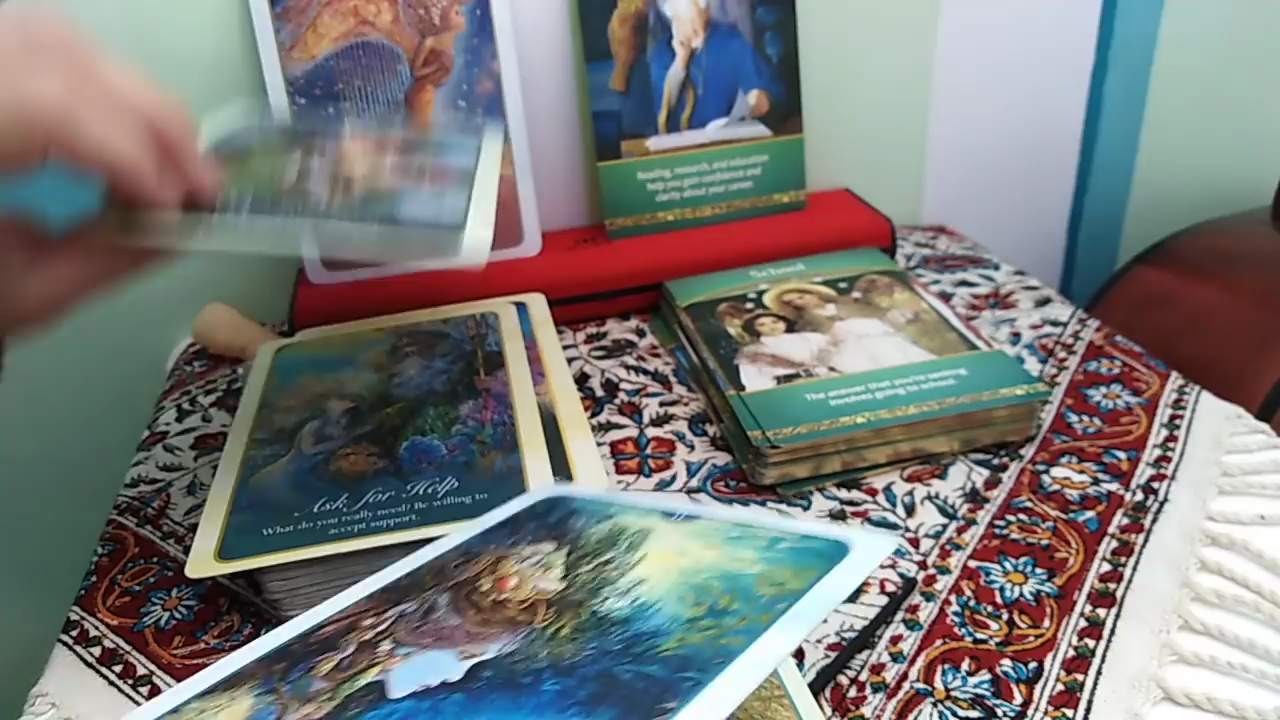 Reading, research, and education
help you gain confidence and
clarity about your career.
School
The answer that you're seeking
involves going to school.
Ask for Help
What do you really need? Be willing to
accept support.